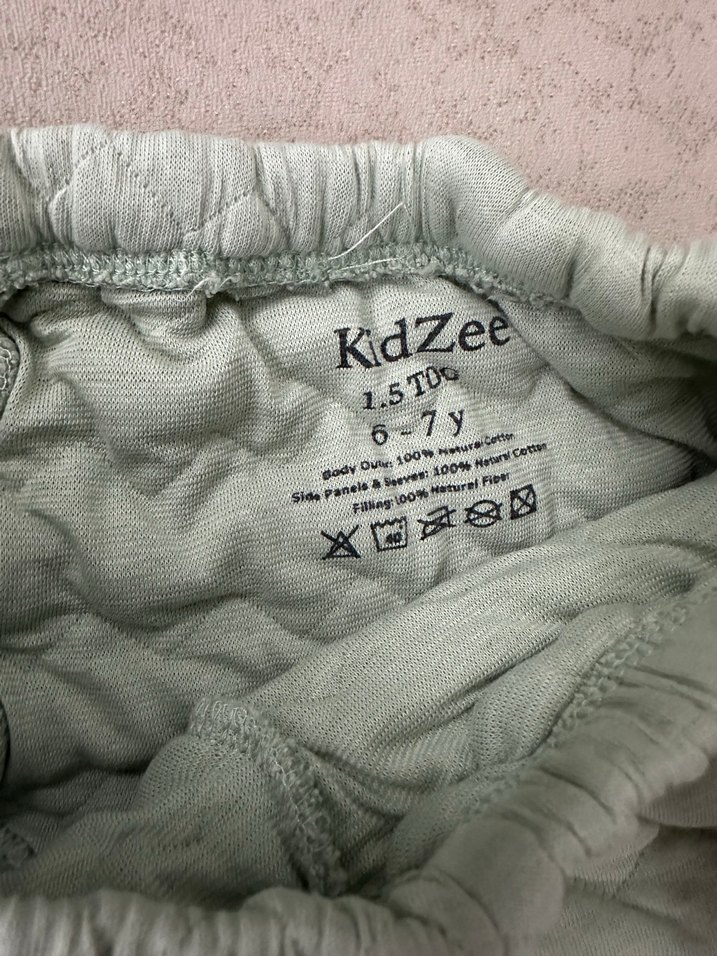 KidZee
1.5 TOG
6 - 7 y
Body Outer: 100% Natural Cotton
Side Panels & Sleeves: 100% Natural Cotton
Filling: 100% Natural Fiber
40